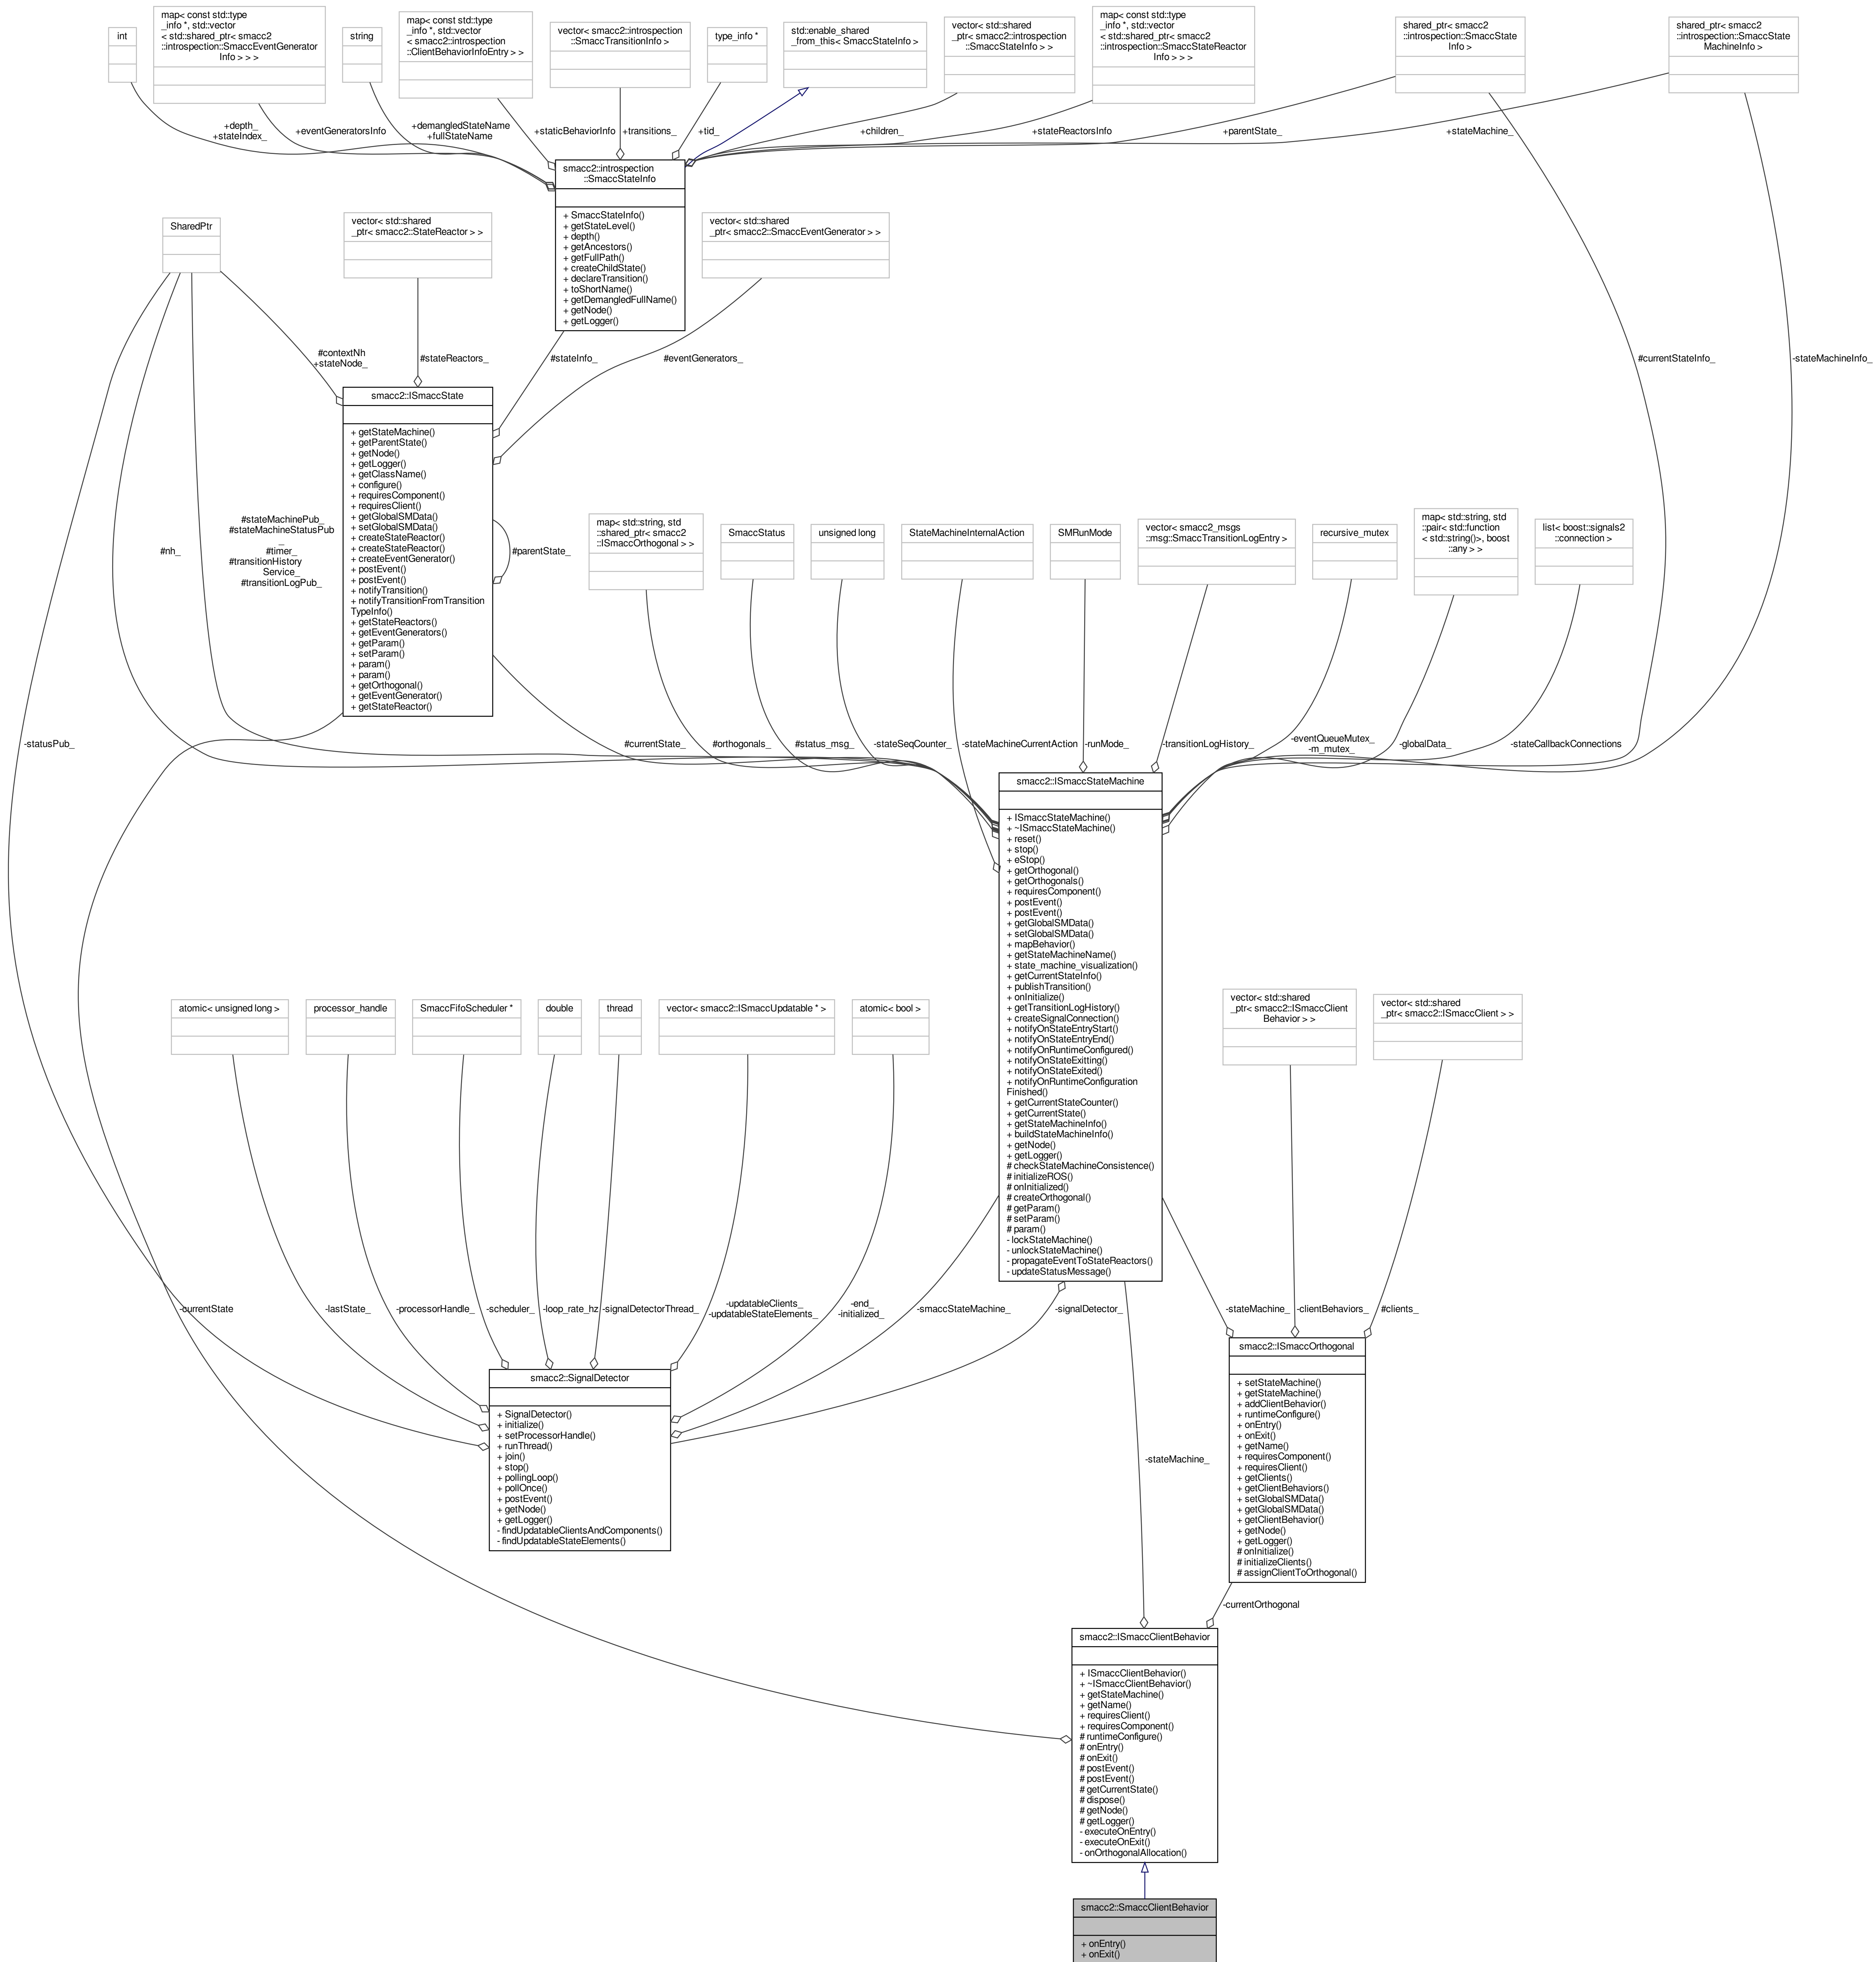 int
map< const std::type
_info *, std::vector
< std::shared_ptr< smacc2
::introspection::SmaccEventGenerator
Info > > >
string
map< const std::type
_info *, std::vector
< smacc2::introspection
::ClientBehaviorInfoEntry > >
vector< smacc2::introspection
::SmaccTransitionInfo >
type_info *
std::enable_shared
_from_this< SmaccStateInfo >
vector< std::shared
_ptr< smacc2::introspection
::SmaccStateInfo > >
map< const std::type
_info *, std::vector
< std::shared_ptr< smacc2
::introspection::SmaccStateReactor
Info > > >
shared_ptr< smacc2
::introspection::SmaccState
Info >
shared_ptr< smacc2
::introspection::SmaccState
MachineInfo >
+depth_
+stateIndex_
+eventGeneratorsInfo
+demangledStateName
+fullStateName
+staticBehaviorInfo
+transitions_
+tid_
+children_
+stateReactorsInfo
+parentState_
+stateMachine_
smacc2::introspection
::SmaccStateInfo
+ SmaccStateInfo()
+ getStateLevel()
+ depth()
+ getAncestors()
+ getFullPath()
+ createChildState()
+ declareTransition()
+ toShortName()
+ getDemangledFullName()
+ getNode()
+ getLogger()
SharedPtr
vector< std::shared
_ptr< smacc2::StateReactor > >
vector< std::shared
_ptr< smacc2::SmaccEventGenerator > >
#contextNh
+stateNode_
#stateReactors_
#stateInfo_
#eventGenerators_
#currentStateInfo_
-stateMachineInfo_
smacc2::ISmaccState
+ getStateMachine()
+ getParentState()
+ getNode()
+ getLogger()
+ getClassName()
+ configure()
+ requiresComponent()
+ requiresClient()
+ getGlobalSMData()
+ setGlobalSMData()
+ createStateReactor()
+ createStateReactor()
+ createEventGenerator()
+ postEvent()
+ postEvent()
+ notifyTransition()
+ notifyTransitionFromTransition
TypeInfo()
+ getStateReactors()
+ getEventGenerators()
+ getParam()
+ setParam()
+ param()
+ param()
+ getOrthogonal()
+ getEventGenerator()
+ getStateReactor()
#parentState_
#nh_
#stateMachinePub_
#stateMachineStatusPub
_
#timer_
#transitionHistory
Service_
#transitionLogPub_
map< std::string, std
::shared_ptr< smacc2
::ISmaccOrthogonal > >
SmaccStatus
unsigned long
StateMachineInternalAction
SMRunMode
vector< smacc2_msgs
::msg::SmaccTransitionLogEntry >
recursive_mutex
map< std::string, std
::pair< std::function
< std::string()>, boost
::any > >
list< boost::signals2
::connection >
-statusPub_
#currentState_
#orthogonals_
#status_msg_
-stateSeqCounter_
-stateMachineCurrentAction
-runMode_
-transitionLogHistory_
-eventQueueMutex_
-m_mutex_
-globalData_
-stateCallbackConnections
smacc2::ISmaccStateMachine
+ ISmaccStateMachine()
+ ~ISmaccStateMachine()
+ reset()
+ stop()
+ eStop()
+ getOrthogonal()
+ getOrthogonals()
+ requiresComponent()
+ postEvent()
+ postEvent()
+ getGlobalSMData()
+ setGlobalSMData()
+ mapBehavior()
+ getStateMachineName()
+ state_machine_visualization()
+ getCurrentStateInfo()
+ publishTransition()
+ onInitialize()
+ getTransitionLogHistory()
+ createSignalConnection()
+ notifyOnStateEntryStart()
+ notifyOnStateEntryEnd()
+ notifyOnRuntimeConfigured()
+ notifyOnStateExitting()
+ notifyOnStateExited()
+ notifyOnRuntimeConfiguration
Finished()
+ getCurrentStateCounter()
+ getCurrentState()
+ getStateMachineInfo()
+ buildStateMachineInfo()
+ getNode()
+ getLogger()
# checkStateMachineConsistence()
# initializeROS()
# onInitialized()
# createOrthogonal()
# getParam()
# setParam()
# param()
- lockStateMachine()
- unlockStateMachine()
- propagateEventToStateReactors()
- updateStatusMessage()
atomic< unsigned long >
processor_handle
SmaccFifoScheduler *
double
thread
vector< smacc2::ISmaccUpdatable * >
atomic< bool >
vector< std::shared
_ptr< smacc2::ISmaccClient
Behavior > >
vector< std::shared
_ptr< smacc2::ISmaccClient > >
-currentState
-lastState_
-processorHandle_
-scheduler_
-loop_rate_hz
-signalDetectorThread_
-updatableClients_
-updatableStateElements_
-end_
-initialized_
-smaccStateMachine_
-signalDetector_
-stateMachine_
-clientBehaviors_
#clients_
smacc2::SignalDetector
+ SignalDetector()
+ initialize()
+ setProcessorHandle()
+ runThread()
+ join()
+ stop()
+ pollingLoop()
+ pollOnce()
+ postEvent()
+ getNode()
+ getLogger()
- findUpdatableClientsAndComponents()
- findUpdatableStateElements()
smacc2::ISmaccOrthogonal
+ setStateMachine()
+ getStateMachine()
+ addClientBehavior()
+ runtimeConfigure()
+ onEntry()
+ onExit()
+ getName()
+ requiresComponent()
+ requiresClient()
+ getClients()
+ getClientBehaviors()
+ setGlobalSMData()
+ getGlobalSMData()
+ getClientBehavior()
+ getNode()
+ getLogger()
# onInitialize()
# initializeClients()
# assignClientToOrthogonal()
-stateMachine_
-currentOrthogonal
smacc2::ISmaccClientBehavior
+ ISmaccClientBehavior()
+ ~ISmaccClientBehavior()
+ getStateMachine()
+ getName()
+ requiresClient()
+ requiresComponent()
# runtimeConfigure()
# onEntry()
# onExit()
# postEvent()
# postEvent()
# getCurrentState()
# dispose()
# getNode()
# getLogger()
- executeOnEntry()
- executeOnExit()
- onOrthogonalAllocation()
smacc2::SmaccClientBehavior
+ onEntry()
+ onExit()